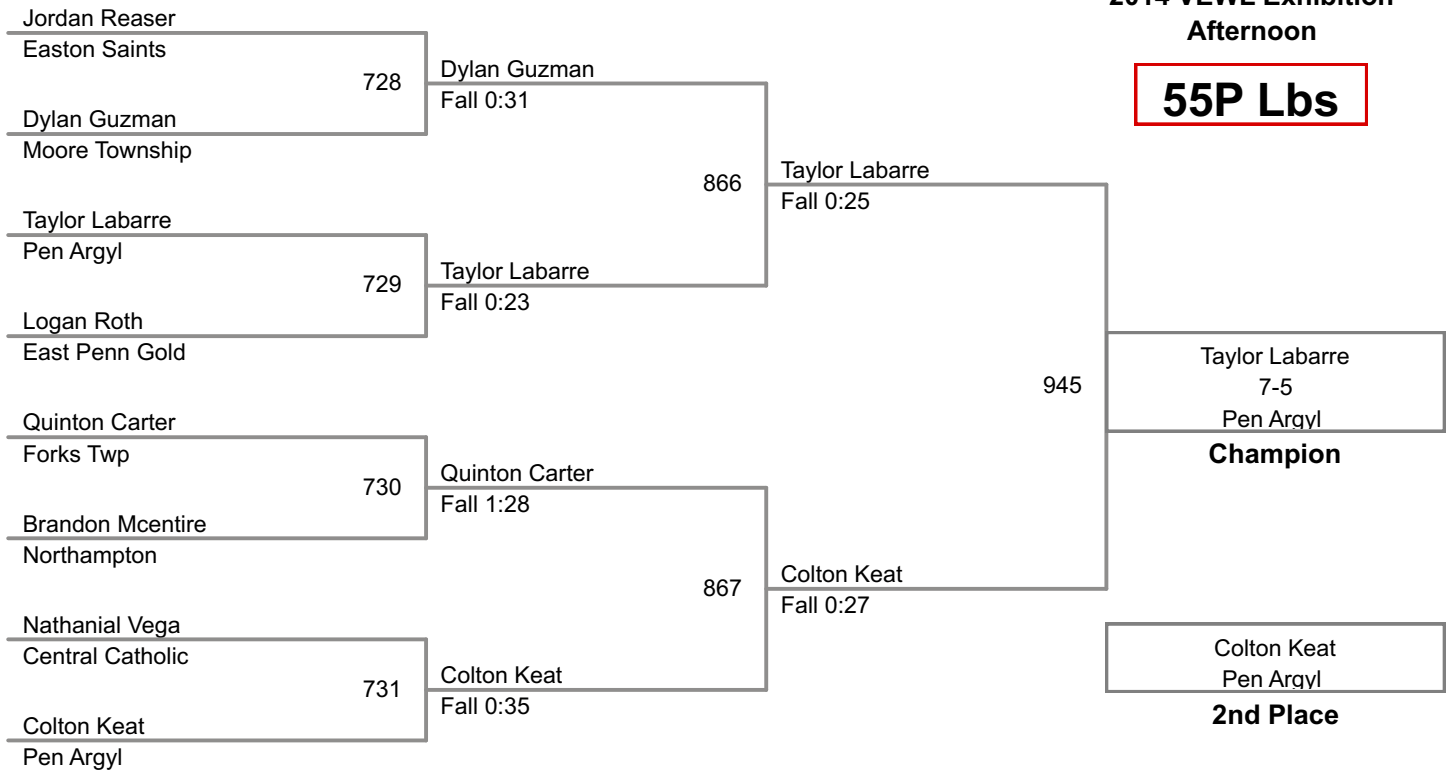 2014 VEWL Exhibition
Afternoon
55P Lbs
Jordan Reaser
Easton Saints
728
Dylan Guzman
Moore Township
Dylan Guzman
Fall 0:31
866
Taylor Labarre
Pen Argyl
729
Logan Roth
East Penn Gold
Taylor Labarre
Fall 0:23
Taylor Labarre
Fall 0:25
945
Quinton Carter
Forks Twp
730
Brandon Mcentire
Northampton
Quinton Carter
Fall 1:28
867
Nathanial Vega
Central Catholic
731
Colton Keat
Pen Argyl
Colton Keat
Fall 0:35
Colton Keat
Fall 0:27
Taylor Labarre
7-5
Pen Argyl
Champion
Colton Keat
Pen Argyl
2nd Place